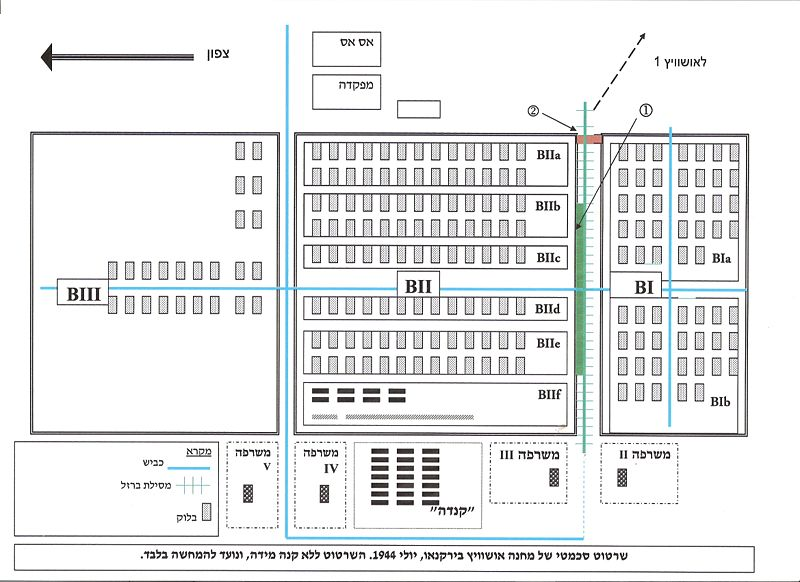 אס אס
צפון
לאושוויץ 1
מפקדה
②
①
BIIa
BIIb
BIa
BIIc
BIII
BII
BI
BIId
BIIe
BIIf
BIb
מקרא
כביש
מסילת ברזל
בלוק
משרפה
V
משרפה
IV
"קנדה"
משרפה III
משרפה II
שרטוט סכמטי של מחנה אושוויץ בירקנאו, יולי 1944. השרטוט ללא קנה מידה, ונועד להמחשה בלבד.